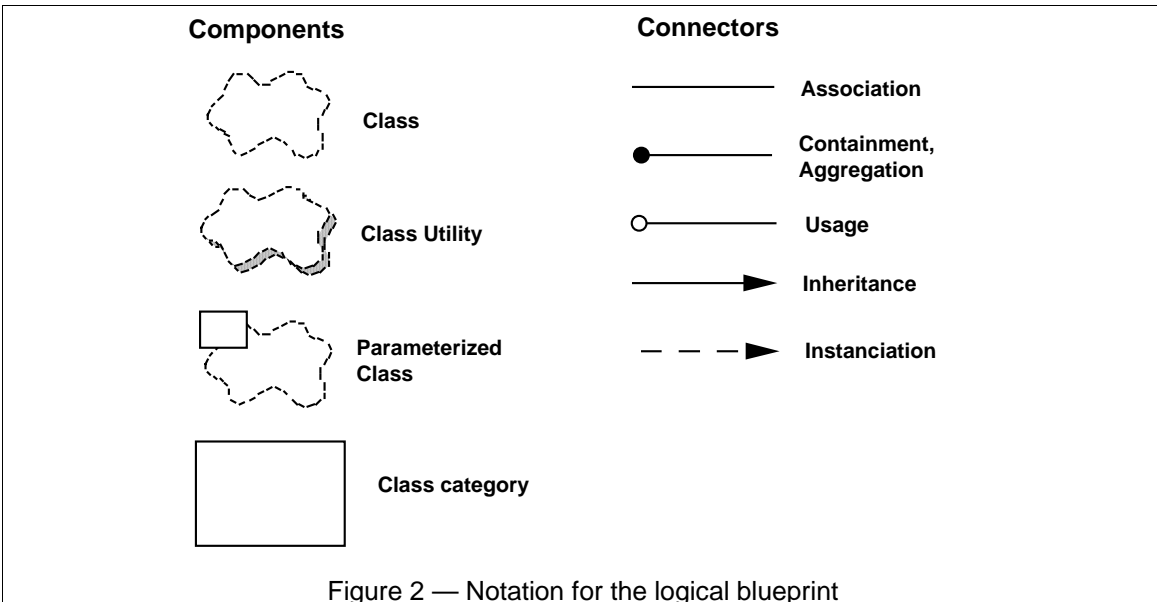 Components
Class
Class Utility
Parameterized
Class
Class category
Connectors
Association
Containment,
Aggregation
Usage
Inheritance
Instanciation
Figure 2 — Notation for the logical blueprint